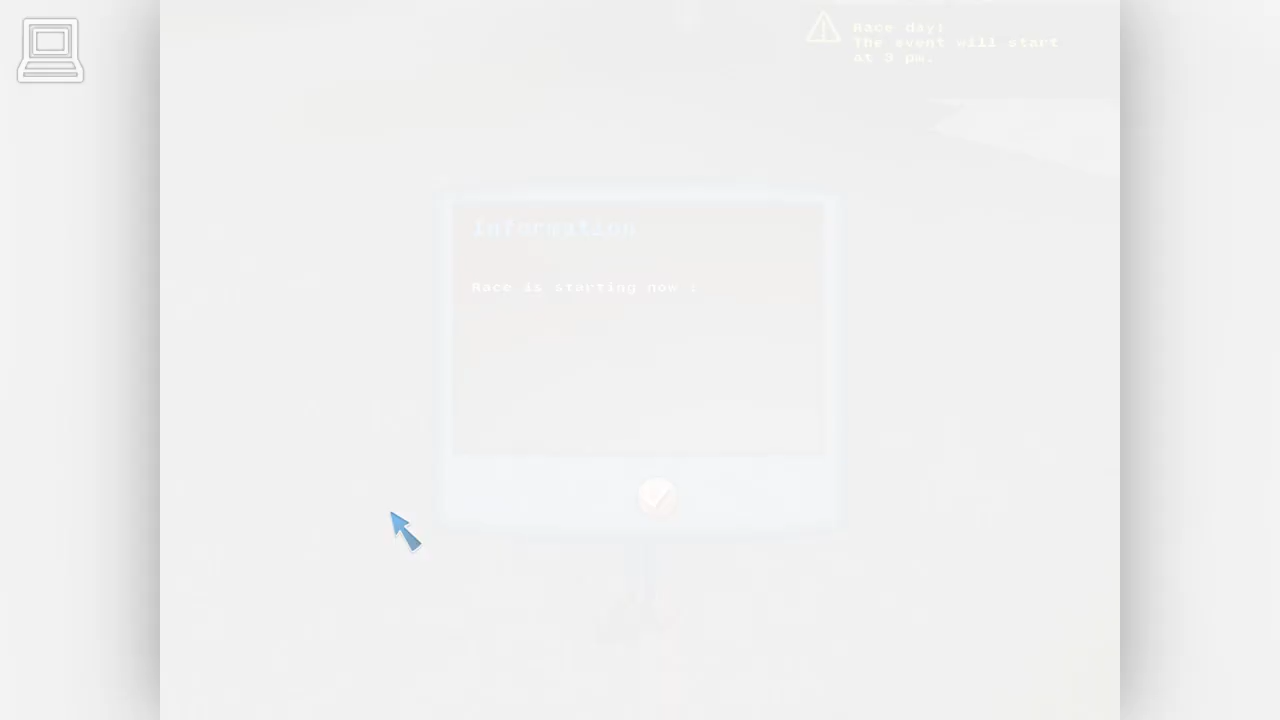 Race day!
The event will start
at 3 pm.
Information
Race is starting now :